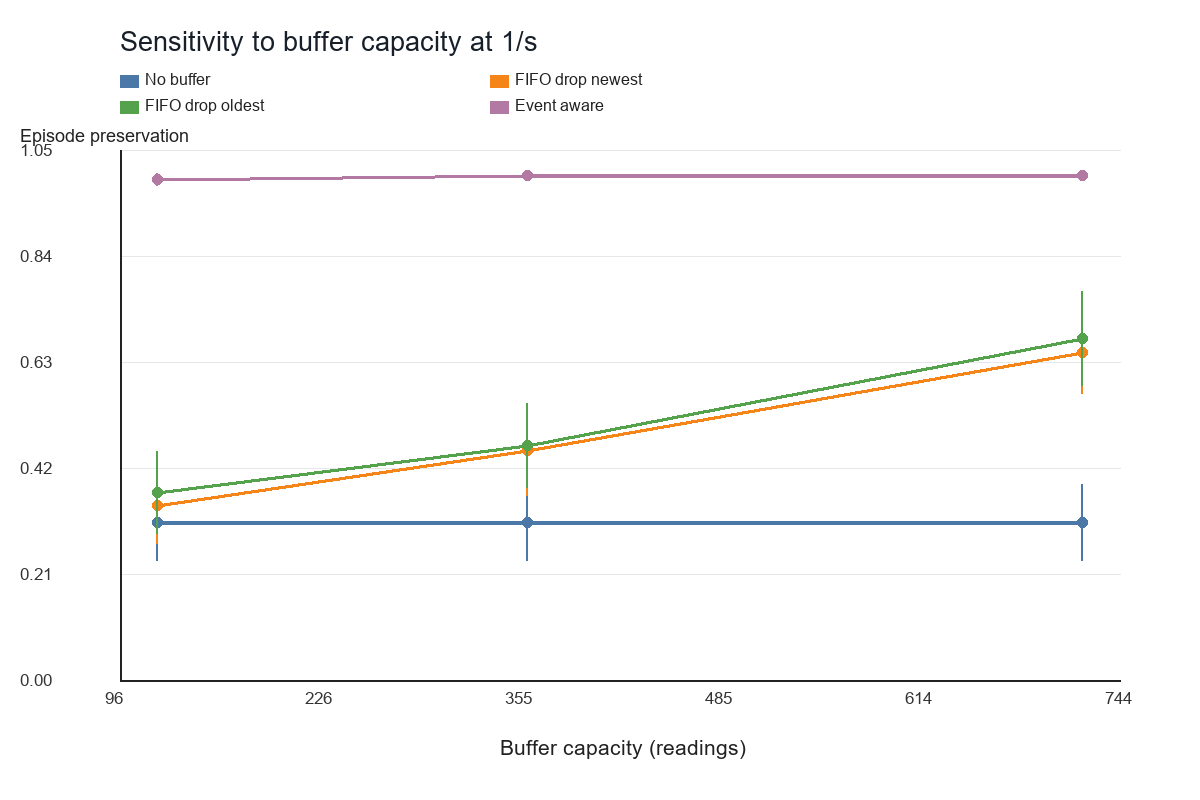 Sensitivity to buffer capacity at 1/s
No buffer
FIFO drop newest
FIFO drop oldest
Event aware
Episode preservation
1.05
0.84
0.63
0.42
0.21
0.00
96 226 355 485 614 744
Buffer capacity (readings)